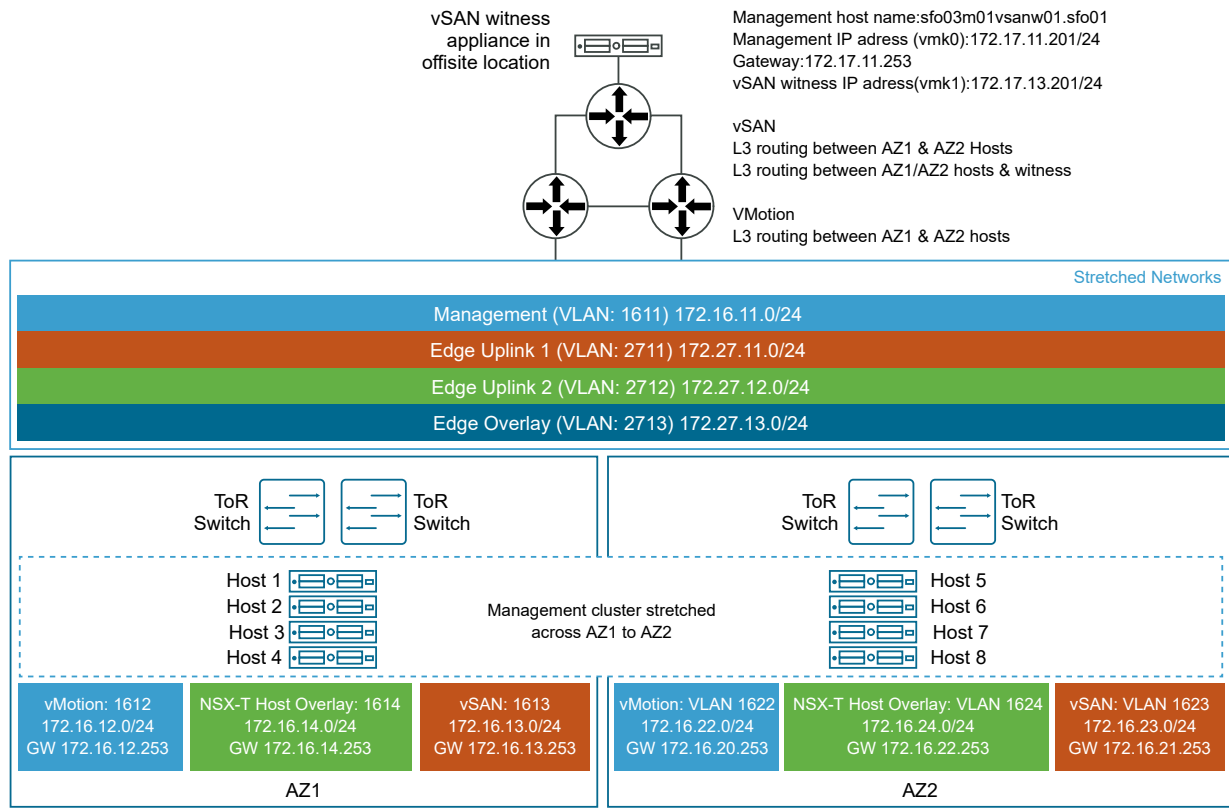 vSAN witness
appliance in
offisite location
Management host name:sfo03m01vsanw01.sfo01
Management IP adress (vmk0):172.17.11.201/24
Gateway:172.17.11.253
vSAN witness IP adress(vmk1):172.17.13.201/24
vSAN
L3 routing between AZ1 & AZ2 Hosts
L3 routing between AZ1/AZ2 hosts & witness
VMotion
L3 routing between AZ1 & AZ2 hosts
Stretched Networks
Management (VLAN: 1611) 172.16.11.0/24
Edge Uplink 1 (VLAN: 2711) 172.27.11.0/24
Edge Uplink 2 (VLAN: 2712) 172.27.12.0/24
Edge Overlay (VLAN: 2713) 172.27.13.0/24
ToR
Switch
ToR
Switch
ToR
Switch
ToR
Switch
Host 1
Host 2
Host 3
Host 4
Management cluster stretched
across AZ1 to AZ2
Host 5
Host 6
Host 7
Host 8
vMotion: 1612
172.16.12.0/24
GW 172.16.12.253
NSX-T Host Overlay: 1614
172.16.14.0/24
GW 172.16.14.253
vSAN: 1613
172.16.13.0/24
GW 172.16.13.253
vMotion: VLAN 1622
172.16.22.0/24
GW 172.16.20.253
NSX-T Host Overlay: VLAN 1624
172.16.24.0/24
GW 172.16.22.253
vSAN: VLAN 1623
172.16.23.0/24
GW 172.16.21.253
AZ1
AZ2